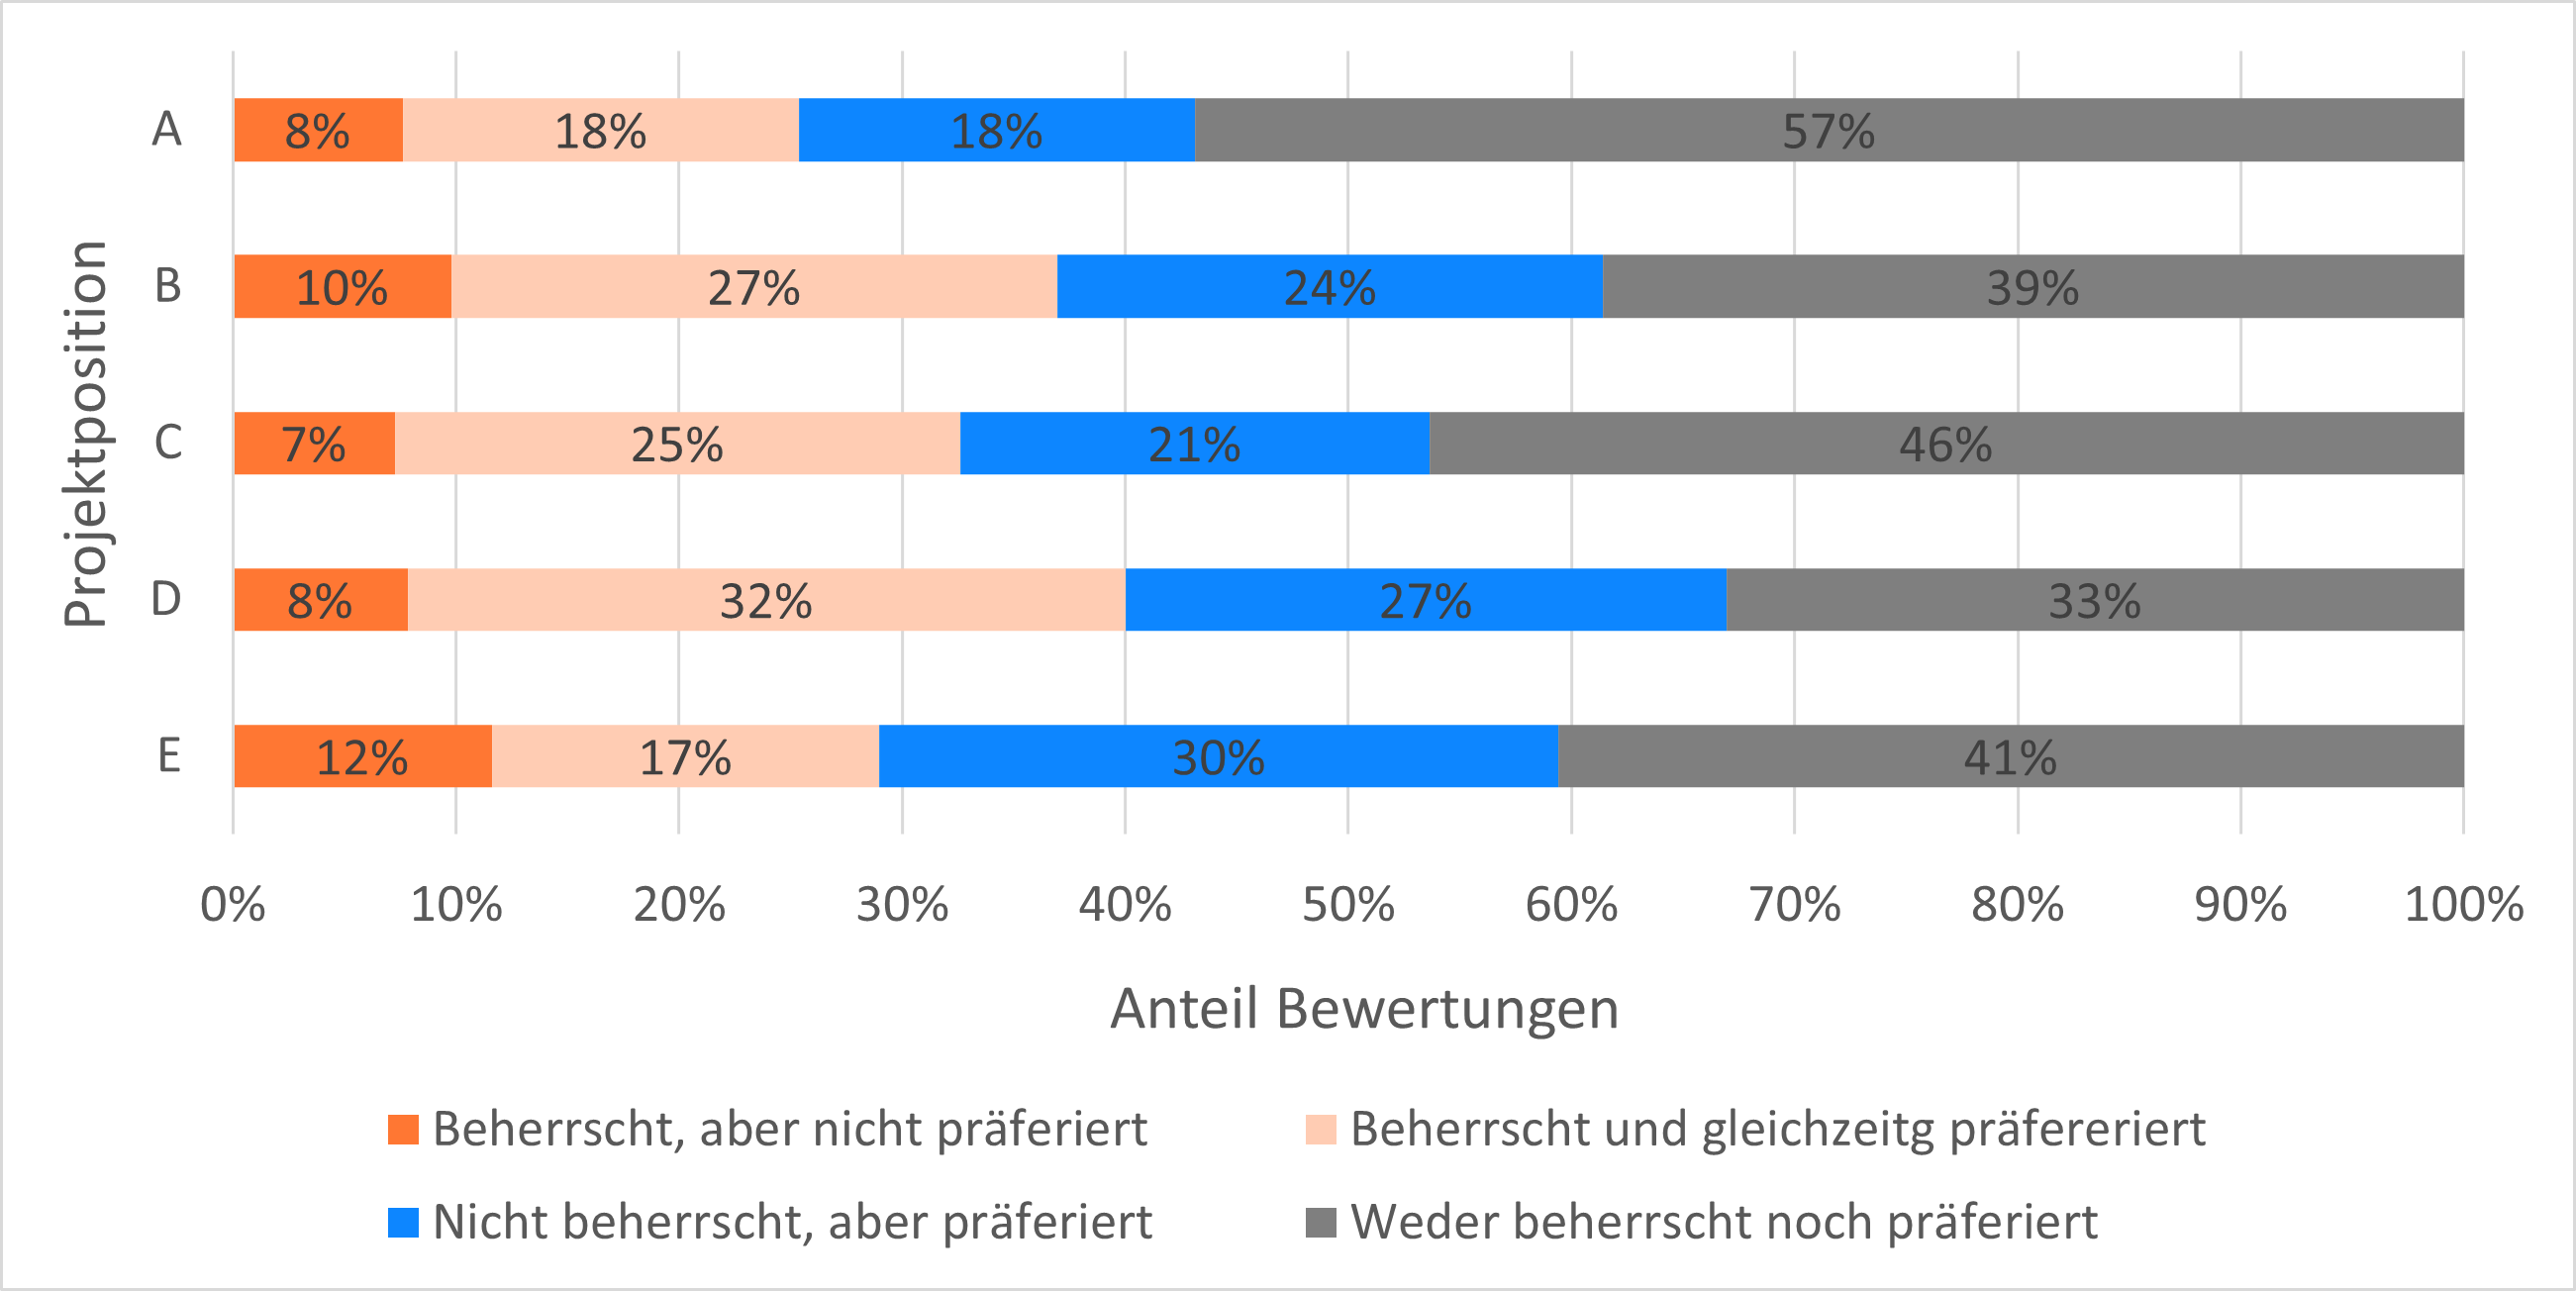 Projektposition
A
8% 18% 18% 57%
B
10% 27% 24% 39%
C
7% 25% 21% 46%
D
8% 32% 27% 33%
E
12% 17% 30% 41%
0% 10% 20% 30% 40% 50% 60% 70% 80% 90% 100%
Anteil Bewertungen
Beherrscht, aber nicht präferiert
Beherrscht und gleichzeitg präfereriert
Nicht beherrscht, aber präferiert
Weder beherrscht noch präferiert